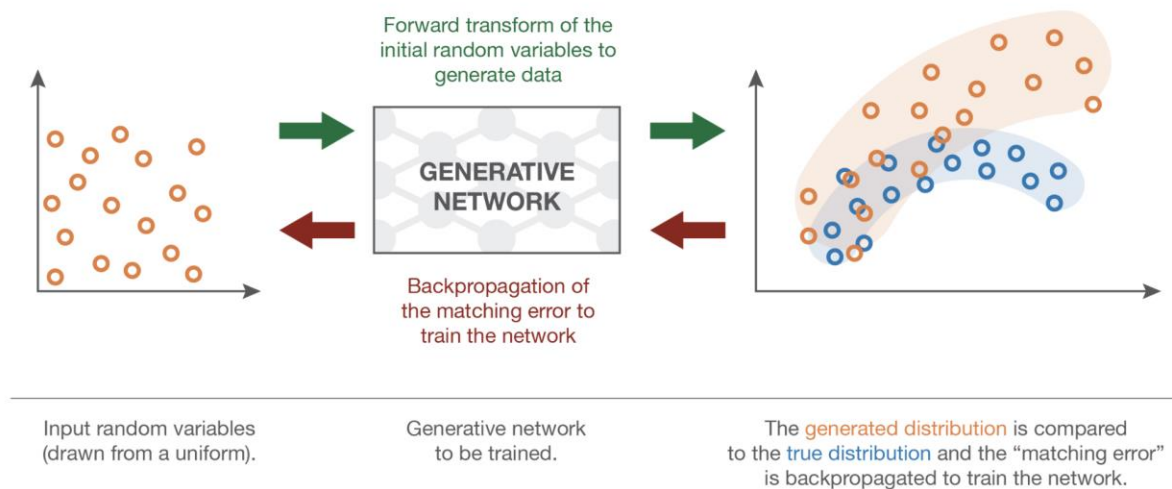 Forward transform of the
initial random variables to
generate data
GENERATIVE
NETWORK
Backpropagation of
the matching error to
train the network
Input random variables
(drawn from a uniform).
Generative network
to be trained.
The generated distribution is compared
to the true distribution and the “matching error”
is backpropagated to train the network.